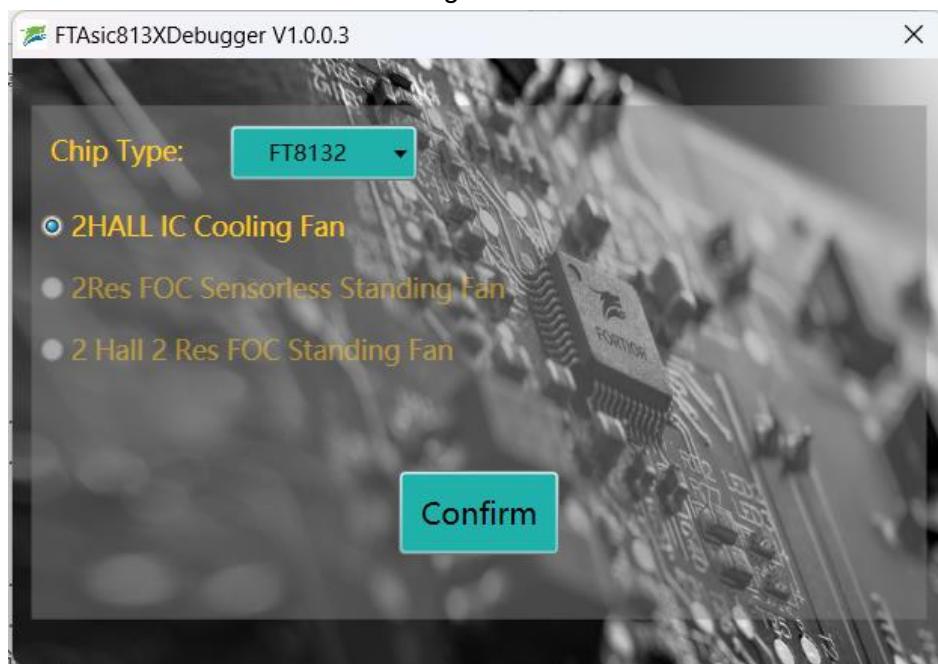 FTAsic813XDebugger V1.0.0.3
Chip Type:
FT8132
2HALL IC Cooling Fan
2Res FOC Sensorless Standing Fan
2 Hall 2 Res FOC Standing Fan
FORTIOR
Confirm